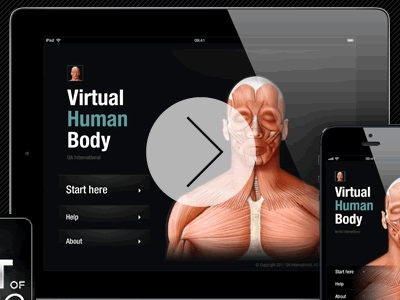 iPad
09:41
Virtual
Human
Body
QA International
Start here
Help
About
© Copyright 2011 QA International.
Virtual
Human
Body
QA International
Start here
Help
About
T OF